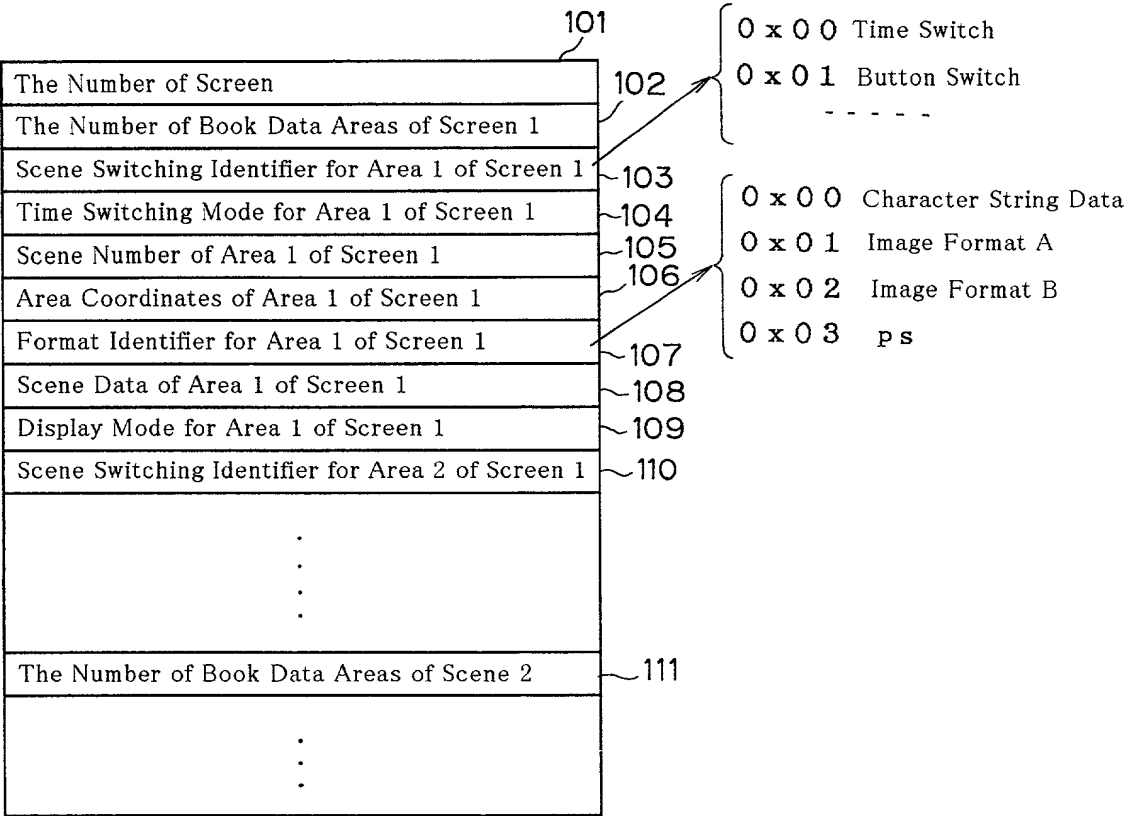 101
The Number of Screen
102
The Number of Book Data Areas of Screen 1
Scene Switching Identifier for Area 1 of Screen 1
103
Time Switching Mode for Area 1 of Screen 1
104
Scene Number of Area 1 of Screen 1
105
106
Area Coordinates of Area 1 of Screen 1
Format Identifier for Area 1 of Screen 1
107
Scene Data of Area 1 of Screen 1
108
Display Mode for Area 1 of Screen 1
109
Scene Switching Identifier for Area 2 of Screen 1
110
The Number of Book Data Areas of Scene 2
111
0x00 Time Switch
0x01 Button Switch
- - - - -
0x00 Character String Data
0x01 Image Format A
0x02 Image Format B
0x03 ps